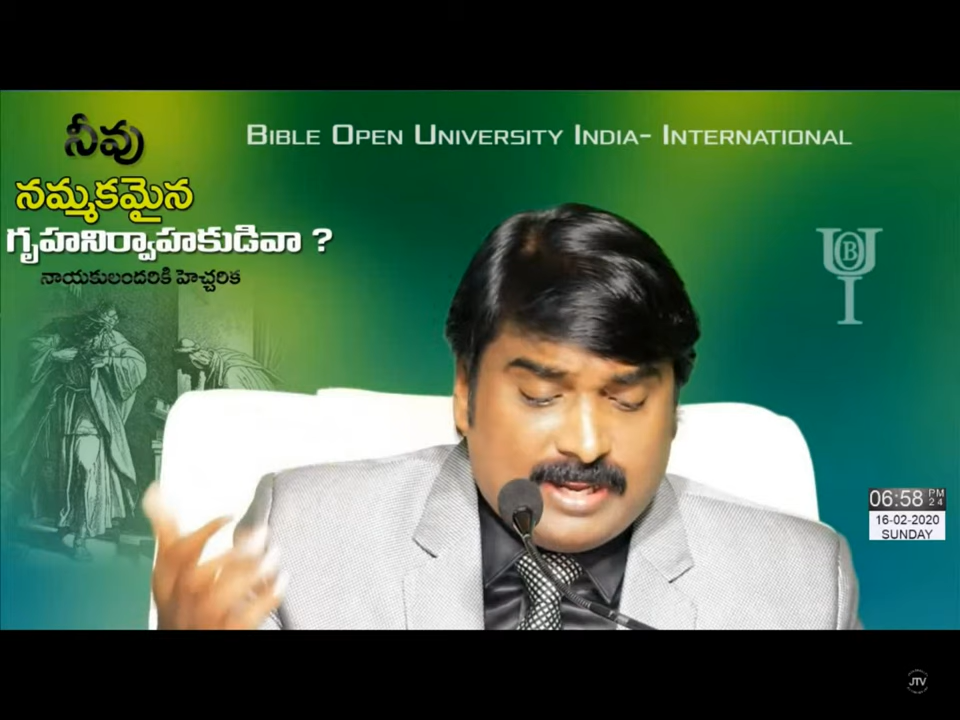 నీవు
నమ్మకమైన
గృహనిర్వాహకుడివా ?
నాయకులందరికి హెచ్చరిక
BIBLE OPEN UNIVERSITY INDIA- INTERNATIONAL
U
B
I
06:58 PM 24
16-02-2020
SUNDAY
JTV